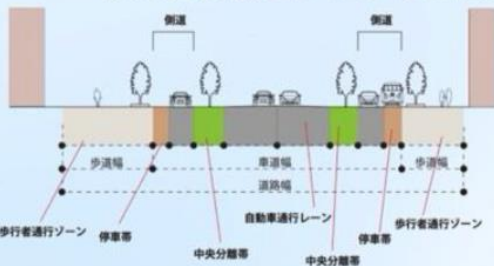 側道
側道
歩道幅
車道幅
歩道幅
道路幅
歩行者通行ゾーン
停車帯
中央分離帯
自動車通行レーン
中央分離帯
停車帯
歩行者通行ゾーン